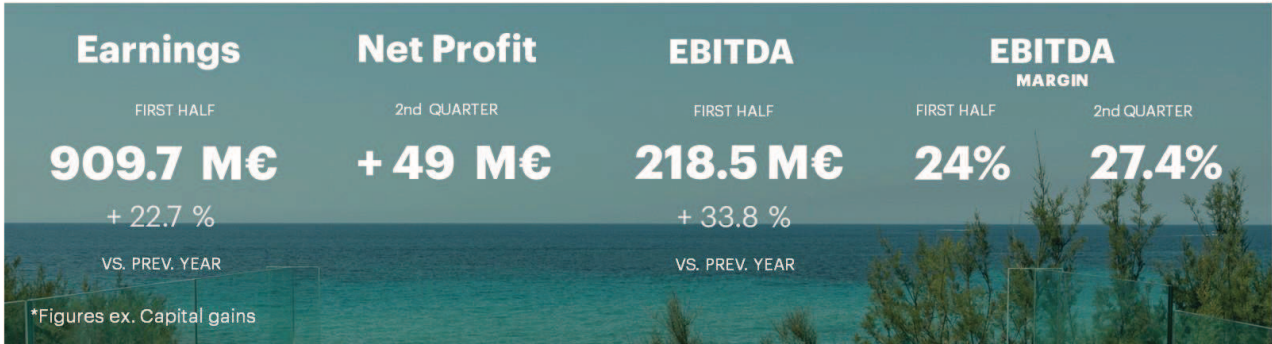 Earnings
FIRST HALF
909.7 M€
+ 22.7 %
VS. PREV. YEAR
Net Profit
2nd QUARTER
+ 49 M€
EBITDA
FIRST HALF
218.5 M€
+ 33.8 %
VS. PREV. YEAR
EBITDA
MARGIN
FIRST HALF
24%
2nd QUARTER
27.4%
*Figures ex. Capital gains